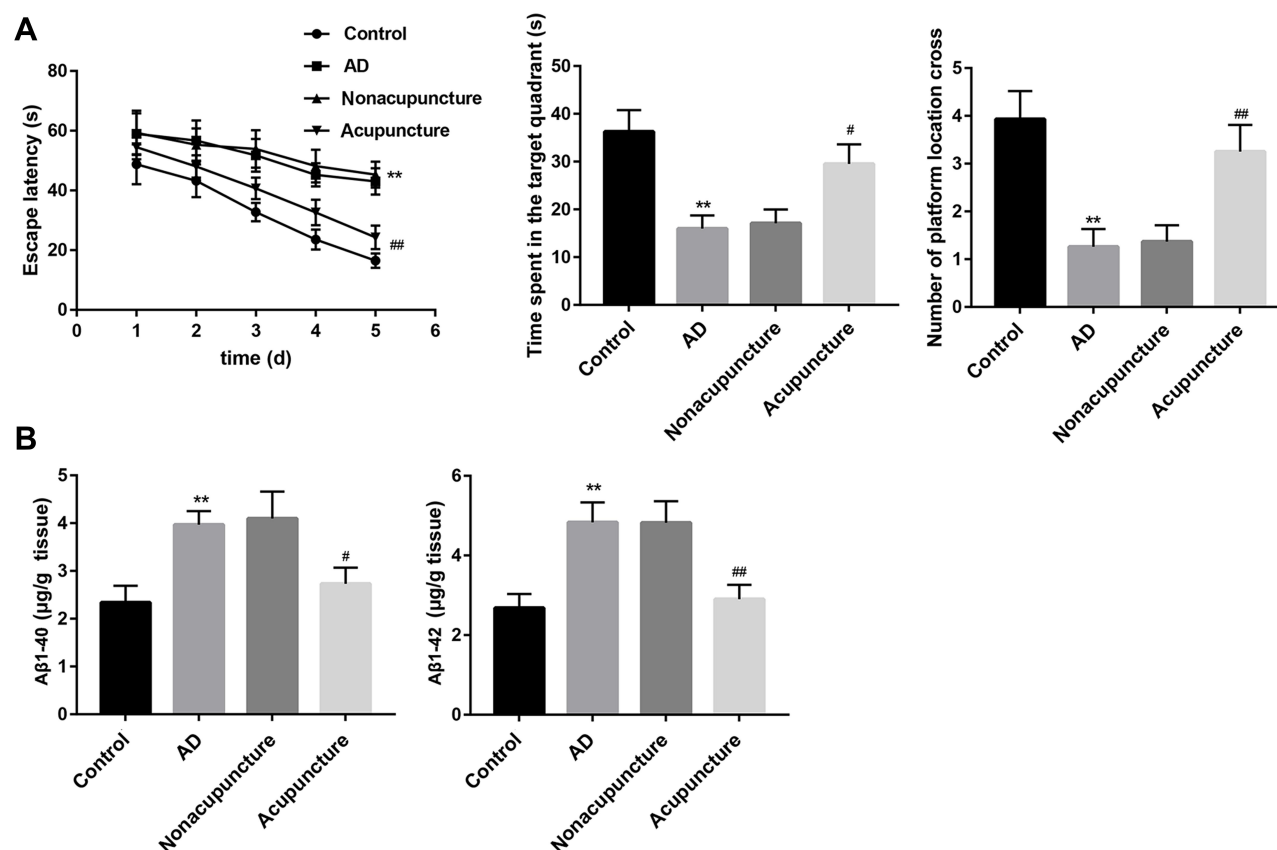 A
Control
AD
Nonacupuncture
Acupuncture
Escape latency (s)
80
60
40
20
0
0 1 2 3 4 5 6
time (d)
**
##
Time spent in the target quadrant (s)
50
40
30
20
10
0
**
#
Control
AD
Nonacupuncture
Acupuncture
Number of platform location cross
5
4
3
2
1
0
**
##
Control
AD
Nonacupuncture
Acupuncture
B
Aβ1-40 (μg/g tissue)
5
4
3
2
1
0
**
#
Control
AD
Nonacupuncture
Acupuncture
Aβ1-42 (μg/g tissue)
6
4
2
0
**
##
Control
AD
Nonacupuncture
Acupuncture